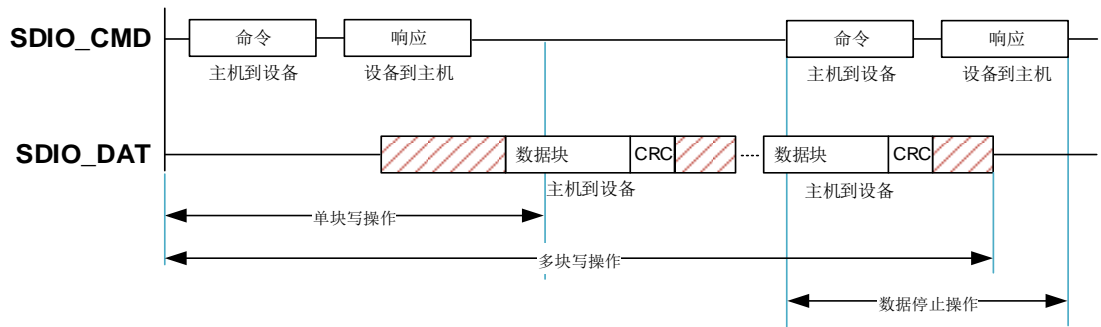 SDIO_CMD
命令
响应
命令
响应
主机到设备
设备到主机
主机到设备
设备到主机
SDIO_DAT
数据块
CRC
数据块
CRC
主机到设备
主机到设备
单块写操作
多块写操作
数据停止操作